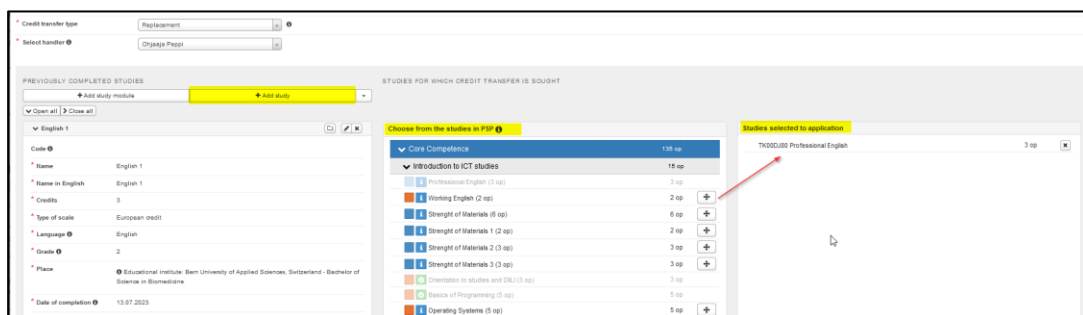 * Credit transfer type Replacement
* Select handler Ohjaaja Peppi
PREVIOUSLY COMPLETED STUDIES
STUDIES FOR WHICH CREDIT TRANSFER IS SOUGHT
+ Add study module
+ Add study
Open all Close all
English 1
Code
* Name English 1
* Name in English English 1
* Credits 3
* Type of scale European credit
* Language English
* Grade 2
* Place Educational institute: Bern University of Applied Sciences, Switzerland - Bachelor of
Science in Biomedicine
* Date of completion 13.07.2023
Choose from the studies in PSP
Core Competence 138 op
Introduction to ICT studies 18 op
Professional English (3 op) 3 op
Working English (2 op) 2 op
Strenght of Materials (6 op) 6 op
Strenght of Materials 1 (2 op) 2 op
Strenght of Materials 2 (3 op) 3 op
Strenght of Materials 3 (3 op) 3 op
Orientation to studies and DILI (3 op) 3 op
Basics of Programming (5 op) 5 op
Operating Systems (5 op) 5 op
Studies selected to application
TK00DJ80 Professional English 3 op